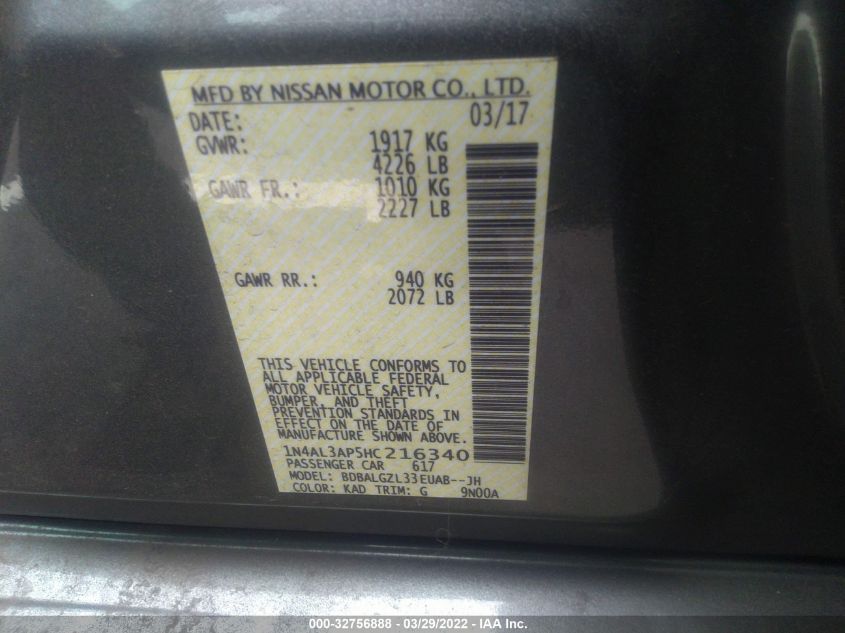 MFD BY NISSAN MOTOR CO., LTD.
DATE: 03/17
GVWR: 1917 KG
4226 LB
GAWR FR.: 1010 KG
2227 LB
GAWR RR.: 940 KG
2072 LB
THIS VEHICLE CONFORMS TO
ALL APPLICABLE FEDERAL
MOTOR VEHICLE SAFETY,
BUMPER, AND THEFT
PREVENTION STANDARDS IN
EFFECT ON THE DATE OF
MANUFACTURE SHOWN ABOVE.
1N4AL3AP5HC216340
PASSENGER CAR 617
MODEL: BDBALGZL33EUAB--JH
COLOR: KAD TRIM: G 9N00A
000-32756888 - 03/29/2022 - IAA Inc.